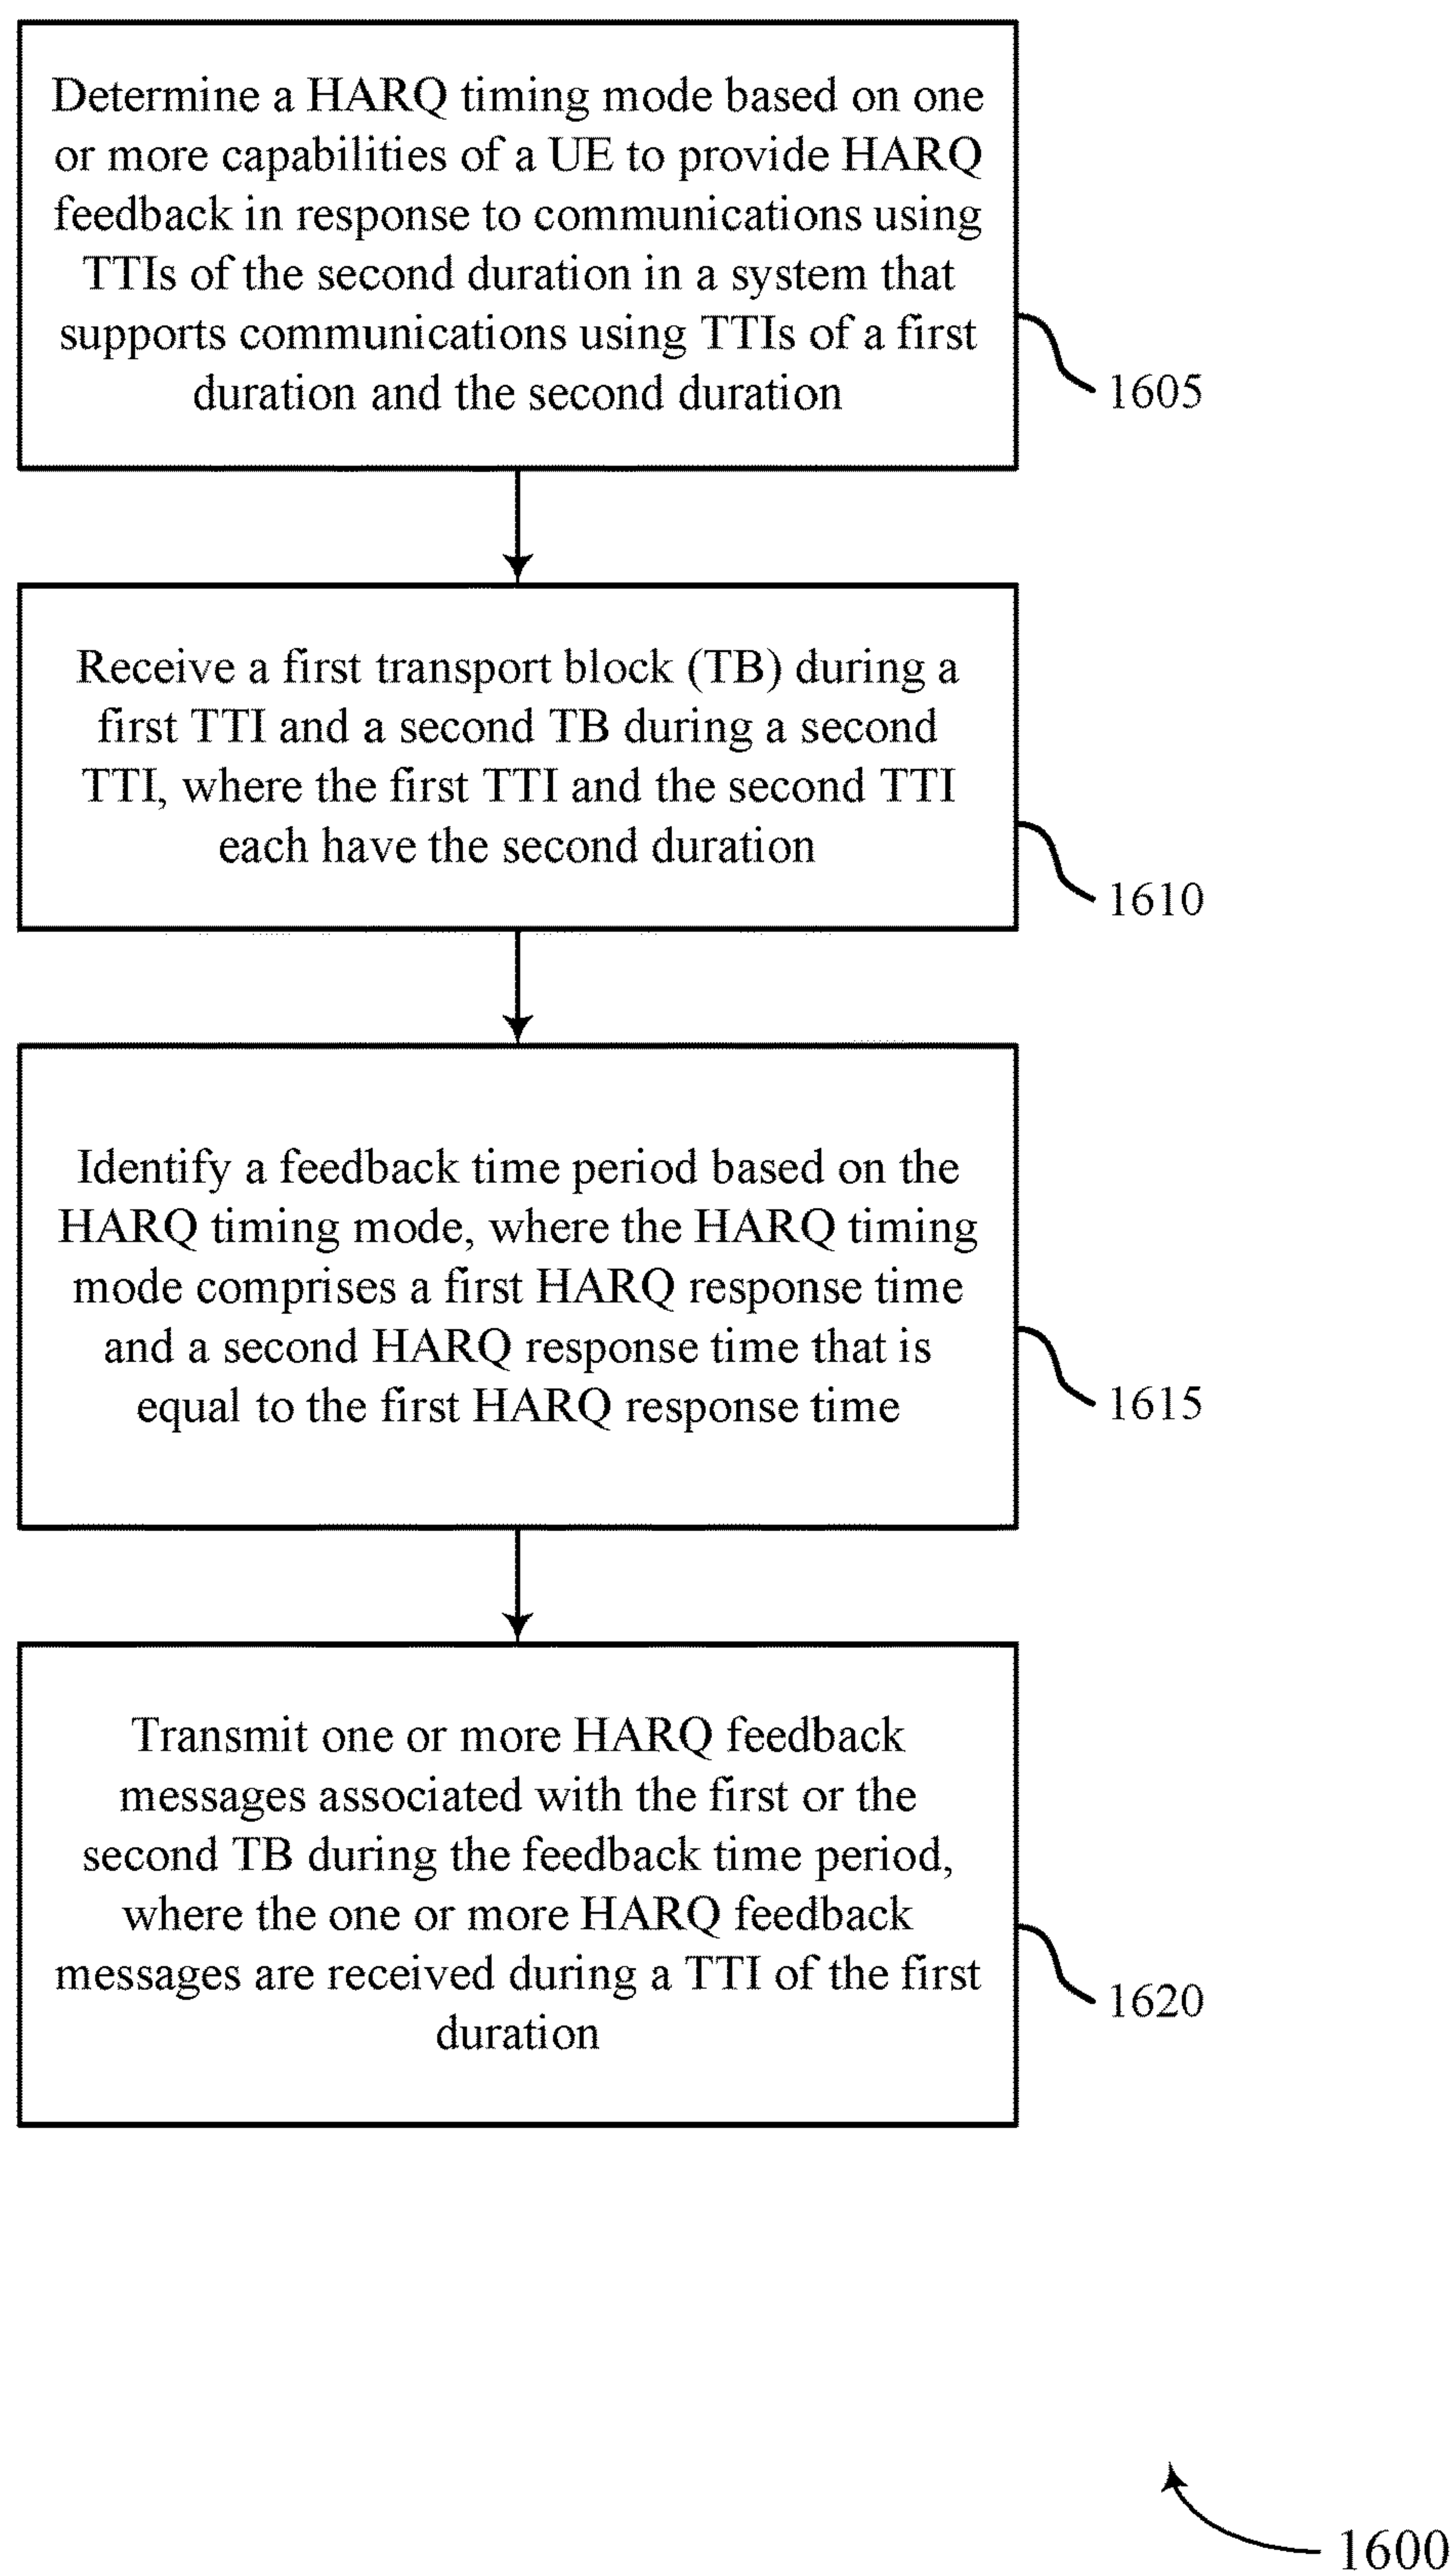 Determine a HARQ timing mode based on one
or more capabilities of a UE to provide HARQ
feedback in response to communications using
TTIs of the second duration in a system that
supports communications using TTIs of a first
duration and the second duration
1605
Receive a first transport block (TB) during a
first TTI and a second TB during a second
TTI, where the first TTI and the second TTI
each have the second duration
1610
Identify a feedback time period based on the
HARQ timing mode, where the HARQ timing
mode comprises a first HARQ response time
and a second HARQ response time that is
equal to the first HARQ response time
1615
Transmit one or more HARQ feedback
messages associated with the first or the
second TB during the feedback time period,
where the one or more HARQ feedback
messages are received during a TTI of the first
duration
1620
1600